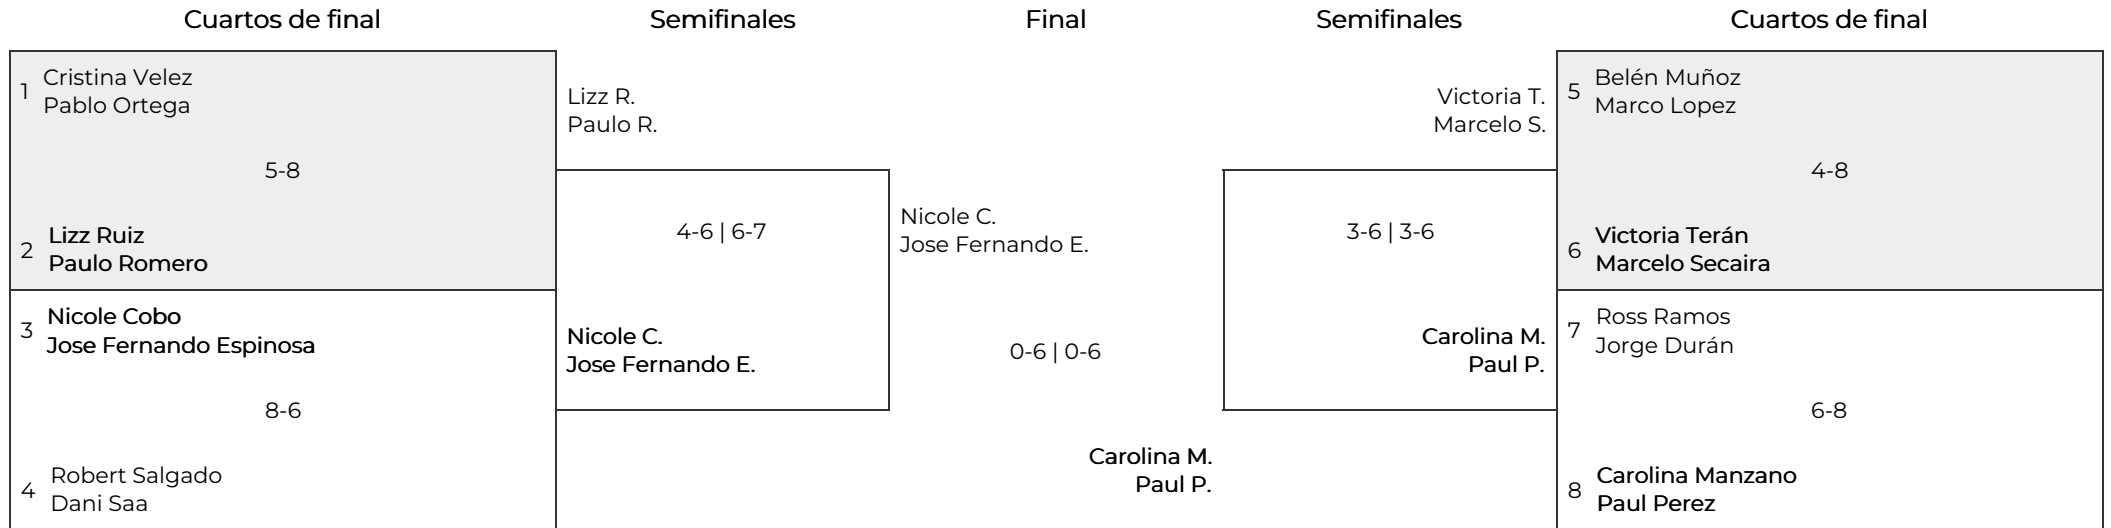 Cuartos de final
Semifinales
Final
Semifinales
Cuartos de final
1
Cristina Velez
Pablo Ortega
5-8
2
Lizz Ruiz
Paulo Romero
3
Nicole Cobo
Jose Fernando Espinosa
8-6
4
Robert Salgado
Dani Saa
Lizz R.
Paulo R.
4-6 | 6-7
Nicole C.
Jose Fernando E.
Nicole C.
Jose Fernando E.
0-6 | 0-6
Carolina M.
Paul P.
Victoria T.
Marcelo S.
3-6 | 3-6
Carolina M.
Paul P.
5
Belén Muñoz
Marco Lopez
4-8
6
Victoria Terán
Marcelo Secaira
7
Ross Ramos
Jorge Durán
6-8
8
Carolina Manzano
Paul Perez